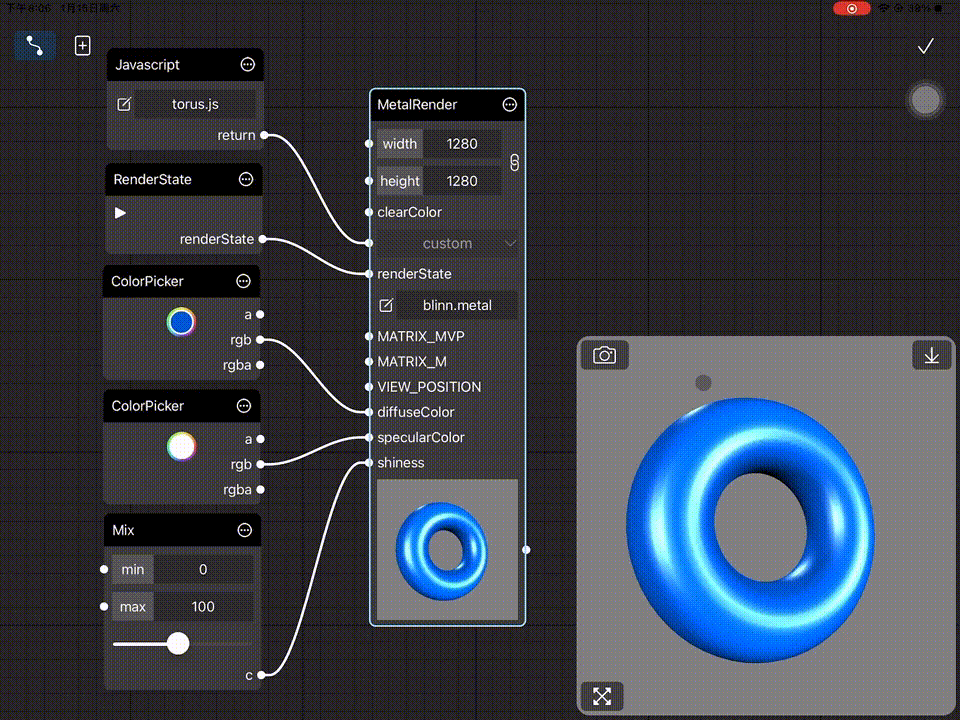 下午6:06 1月15日周六
39%
Javascript
torus.js
return
RenderState
renderState
ColorPicker
a
rgb
rgba
ColorPicker
a
rgb
rgba
Mix
min 0
max 100
c
MetalRender
width 1280
height 1280
clearColor
custom
renderState
blinn.metal
MATRIX_MVP
MATRIX_M
VIEW_POSITION
diffuseColor
specularColor
shiness